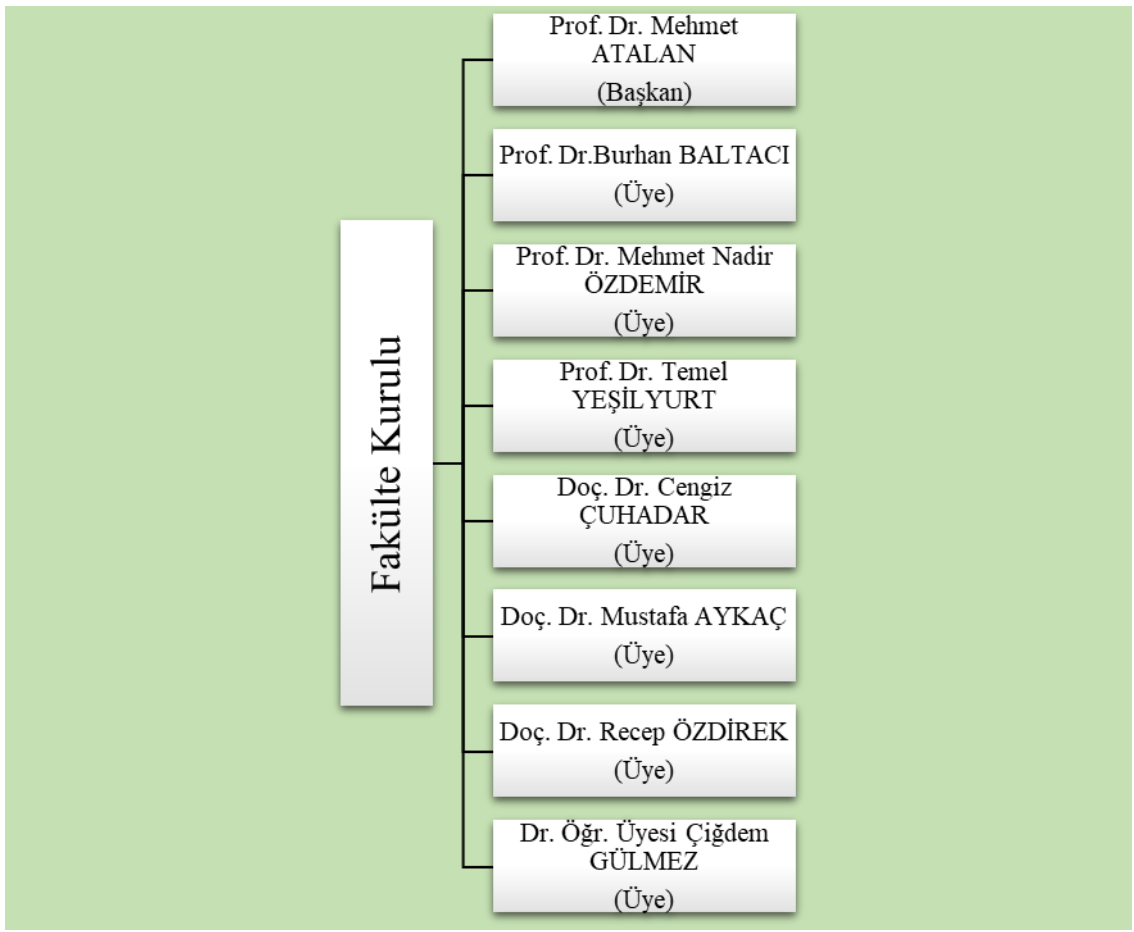 Prof. Dr. Mehmet
ATALAN
(Başkan)
Prof. Dr.Burhan BALTACI
(Üye)
Prof. Dr. Mehmet Nadir
ÖZDEMİR
(Üye)
Prof. Dr. Temel
YEŞİLYURT
(Üye)
Doç. Dr. Cengiz
ÇUHADAR
(Üye)
Doç. Dr. Mustafa AYKAÇ
(Üye)
Doç. Dr. Recep ÖZDİREK
(Üye)
Dr. Öğr. Üyesi Çiğdem
GÜLMEZ
(Üye)
Fakülte Kurulu